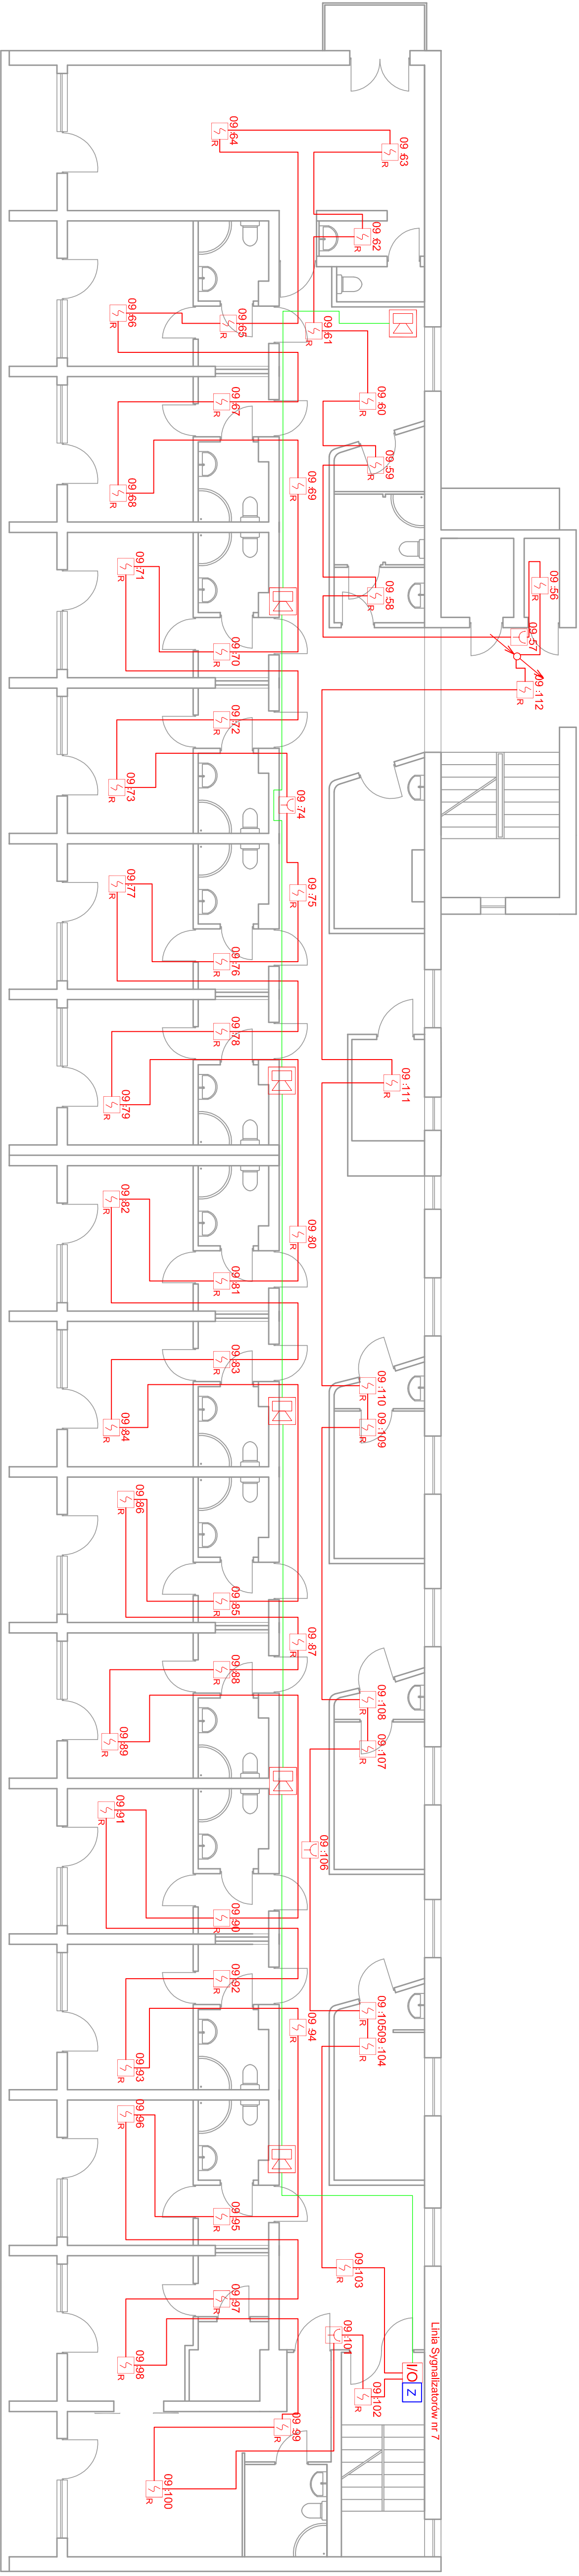 09 :64
R
09 :63
R
09 :62
R
09 :66
R
09 :65
R
09 :61
R
09 :67
R
09 :60
R
09 :68
R
09 :69
R
09 :59
R
09 :71
R
09 :70
R
09 :58
R
09 :56
R
09 :57
09 :112
R
09 :72
R
09 :73
R
09 :74
09 :77
R
09 :75
R
09 :76
R
09 :78
R
09 :79
R
09 :111
R
09 :82
R
09 :80
R
09 :81
R
09 :83
R
09 :84
R
09 :110
R
09 :109
R
09 :86
R
09 :85
R
09 :87
R
09 :88
R
09 :89
R
09 :108
R
09 :107
R
09 :91
R
09 :90
R
09 :106
09 :92
R
09 :93
R
09 :94
R
09 :105
R
09 :104
R
09 :96
R
09 :95
R
09 :103
R
09 :97
R
09 :98
R
09 :101
09 :102
R
I/O
Z
Linia Sygnalizatorów nr 7
09 :99
R
09 :100
R